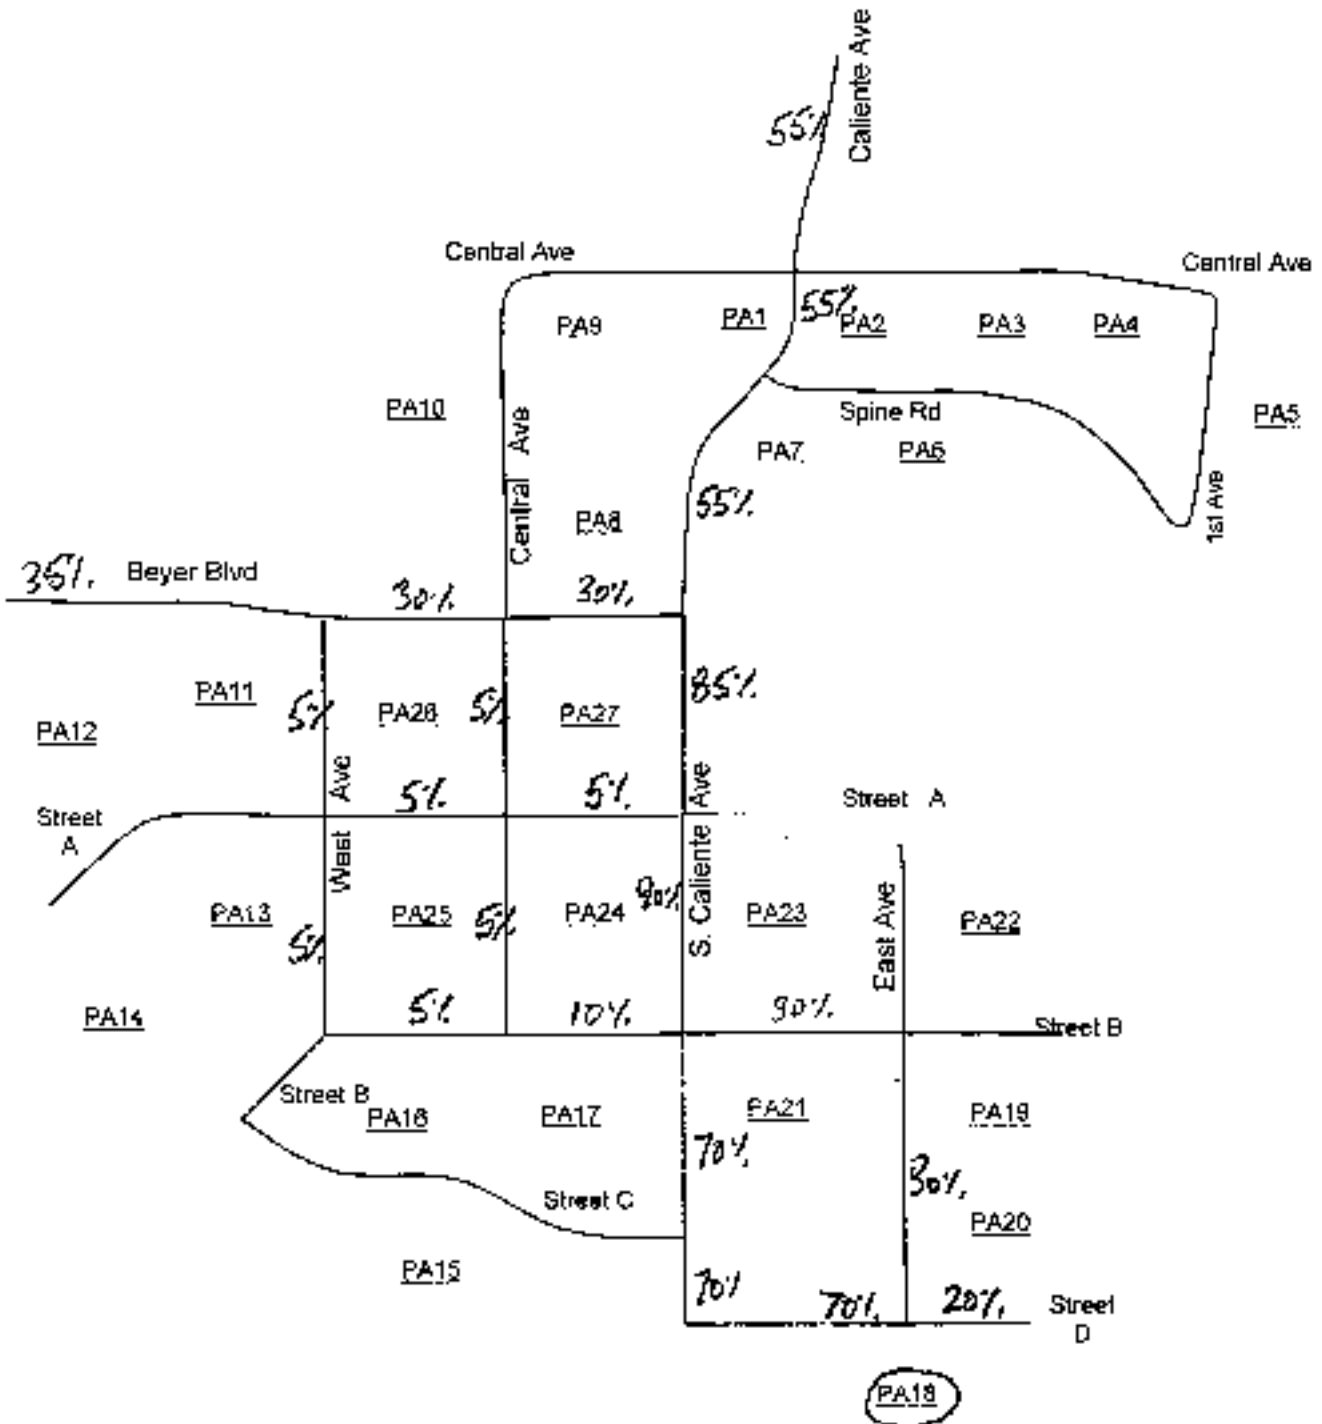 Caliente Ave
55%
Central Ave
Central Ave
55%
PA9
PA1
PA2
PA3
PA4
PA10
Spine Rd
PA5
Central Ave
PA7
PA6
1st Ave
55%
PA8
35%
Beyer Blvd
30%
30%
85%
PA11
5%
PA26
5%
PA27
PA12
West Ave
5%
5%
S. Caliente Ave
Street A
Street A
90%
PA13
PA25
5%
PA24
PA23
East Ave
PA22
5%
PA14
5%
10%
90%
Street B
Street B
PA16
PA17
PA21
PA19
70%
30%
Street C
PA20
PA15
70%
70%
20%
Street
D
PA18